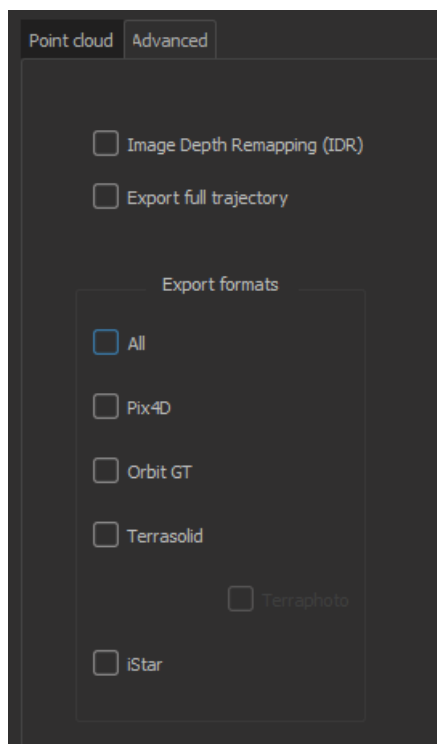 Point cloud Advanced
Image Depth Remapping (IDR)
Export full trajectory
Export formats
All
Pix4D
Orbit GT
Terrasolid
Terraphoto
iStar